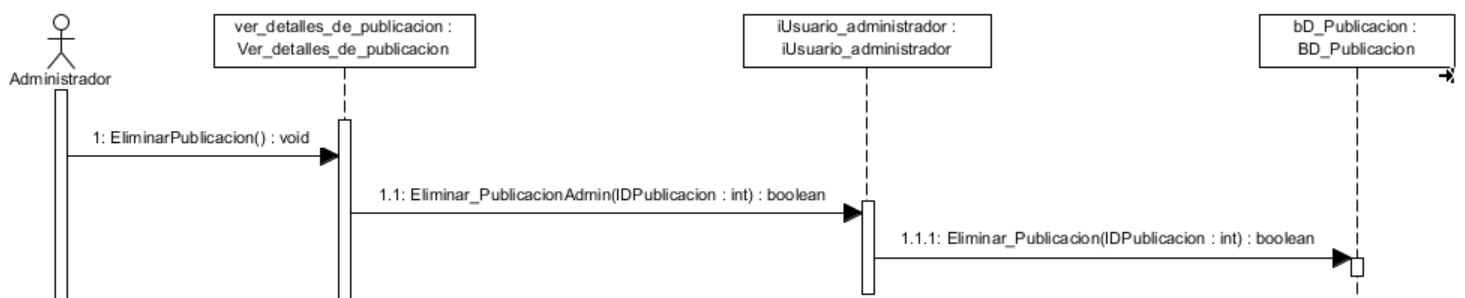 ver_detalles_de_publicacion :
Ver_detalles_de_publicacion
iUsuario_administrador :
iUsuario_administrador
bD_Publicacion :
BD_Publicacion
Administrador
1: EliminarPublicacion() : void
1.1: Eliminar_PublicacionAdmin(IDPublicacion : int) : boolean
1.1.1: Eliminar_Publicacion(IDPublicacion : int) : boolean